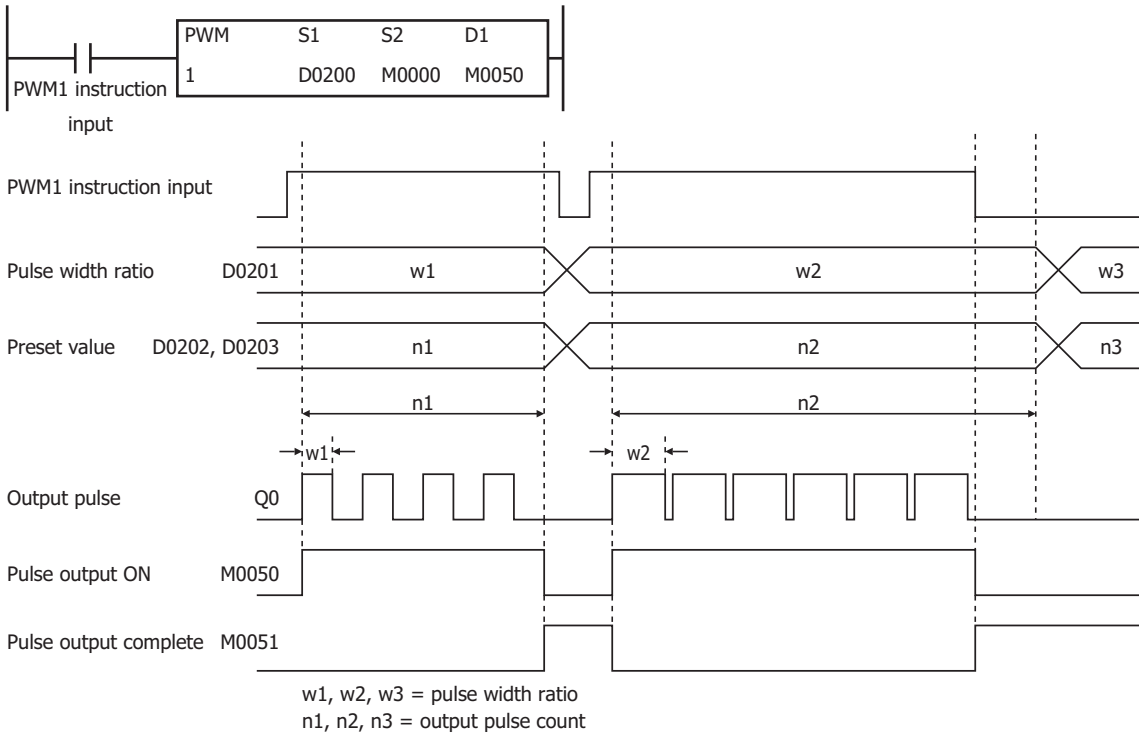 PWM S1 S2 D1
1 D0200 M0000 M0050
PWM1 instruction
input
PWM1 instruction input
Pulse width ratio D0201 w1 w2 w3
Preset value D0202, D0203 n1 n2 n3
n1 n2
w1 w2
Output pulse Q0
Pulse output ON M0050
Pulse output complete M0051
w1, w2, w3 = pulse width ratio
n1, n2, n3 = output pulse count